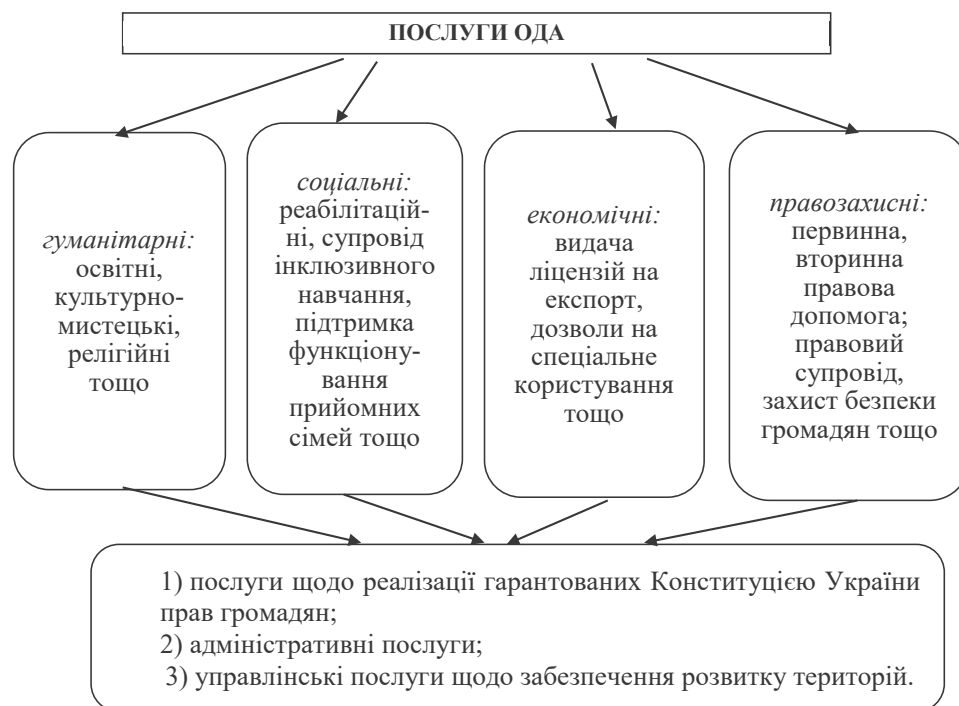 ПОСЛУГИ ОДА
гуманітарні:
освітні,
культурно-
мистецькі,
релігійні
тощо
соціальні:
реабілітацій-
ні, супровід
інклюзивного
навчання,
підтримка
функціону-
вання
прийомних
сімей тощо
економічні:
видача
ліцензій на
експорт,
дозволи на
спеціальне
користування
тощо
правозахисні:
первинна,
вторинна
правова
допомога;
правовий
супровід,
захист безпеки
громадян тощо
1) послуги щодо реалізації гарантованих Конституцією України
прав громадян;
2) адміністративні послуги;
3) управлінські послуги щодо забезпечення розвитку територій.